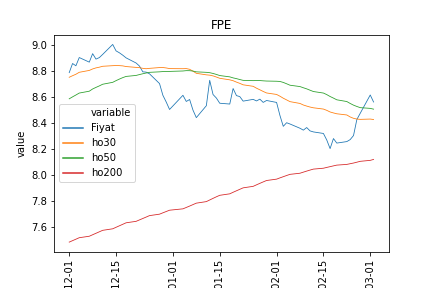 FPE
value
9.0
8.8
8.6
8.4
8.2
8.0
7.8
7.6
variable
Fiyat
ho30
ho50
ho200
12-01
12-15
01-01
01-15
02-01
02-15
03-01